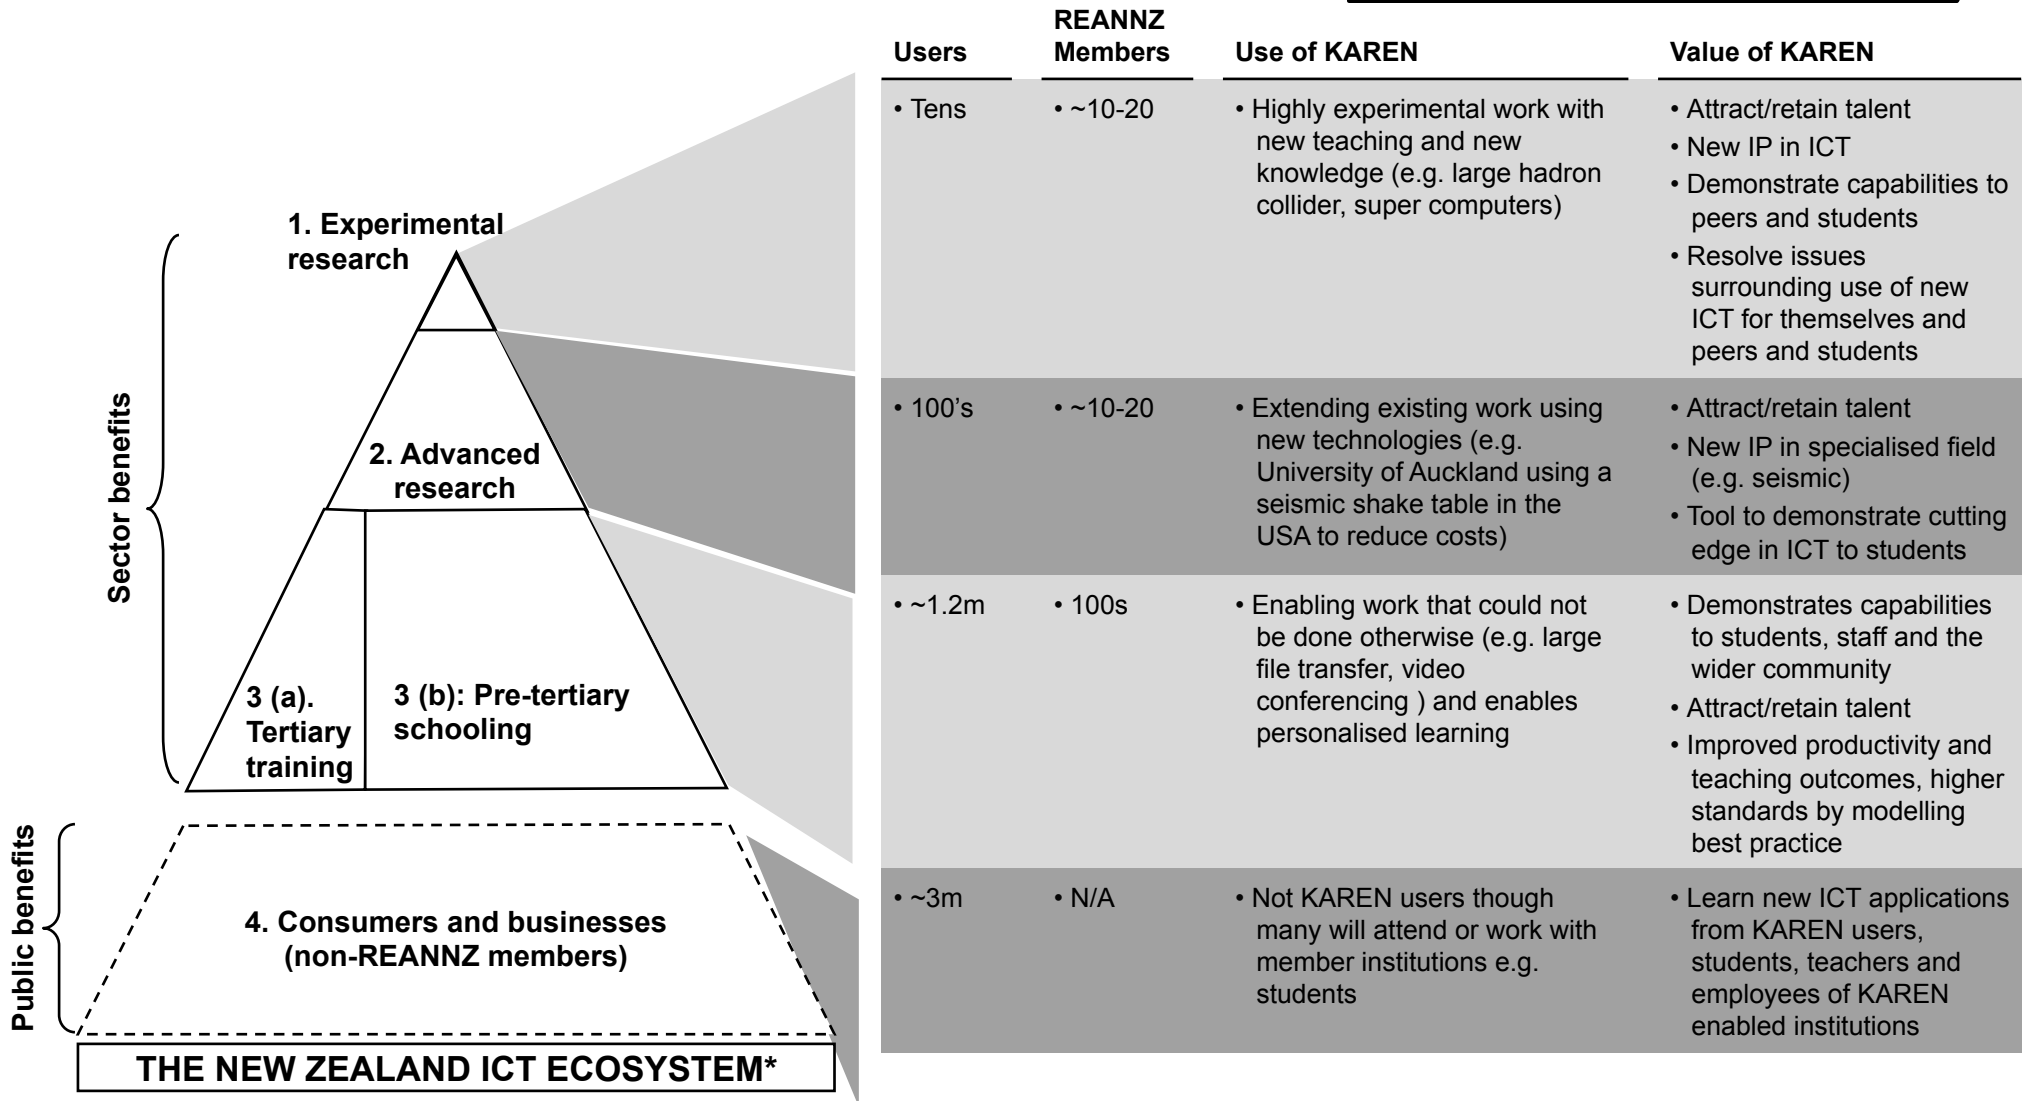 Users
REANNZ
Members
Use of KAREN
Value of KAREN
1. Experimental
research
2. Advanced
research
3 (a).
Tertiary
training
3 (b): Pre-tertiary
schooling
4. Consumers and businesses
(non-REANNZ members)
Sector benefits
Public benefits
THE NEW ZEALAND ICT ECOSYSTEM*
• Tens
• ~10-20
• Highly experimental work with
new teaching and new
knowledge (e.g. large hadron
collider, super computers)
• Attract/retain talent
• New IP in ICT
• Demonstrate capabilities to
peers and students
• Resolve issues
surrounding use of new
ICT for themselves and
peers and students
• 100’s
• ~10-20
• Extending existing work using
new technologies (e.g.
University of Auckland using a
seismic shake table in the
USA to reduce costs)
• Attract/retain talent
• New IP in specialised field
(e.g. seismic)
• Tool to demonstrate cutting
edge in ICT to students
• ~1.2m
• 100s
• Enabling work that could not
be done otherwise (e.g. large
file transfer, video
conferencing ) and enables
personalised learning
• Demonstrates capabilities
to students, staff and the
wider community
• Attract/retain talent
• Improved productivity and
teaching outcomes, higher
standards by modelling
best practice
• ~3m
• N/A
• Not KAREN users though
many will attend or work with
member institutions e.g.
students
• Learn new ICT applications
from KAREN users,
students, teachers and
employees of KAREN
enabled institutions